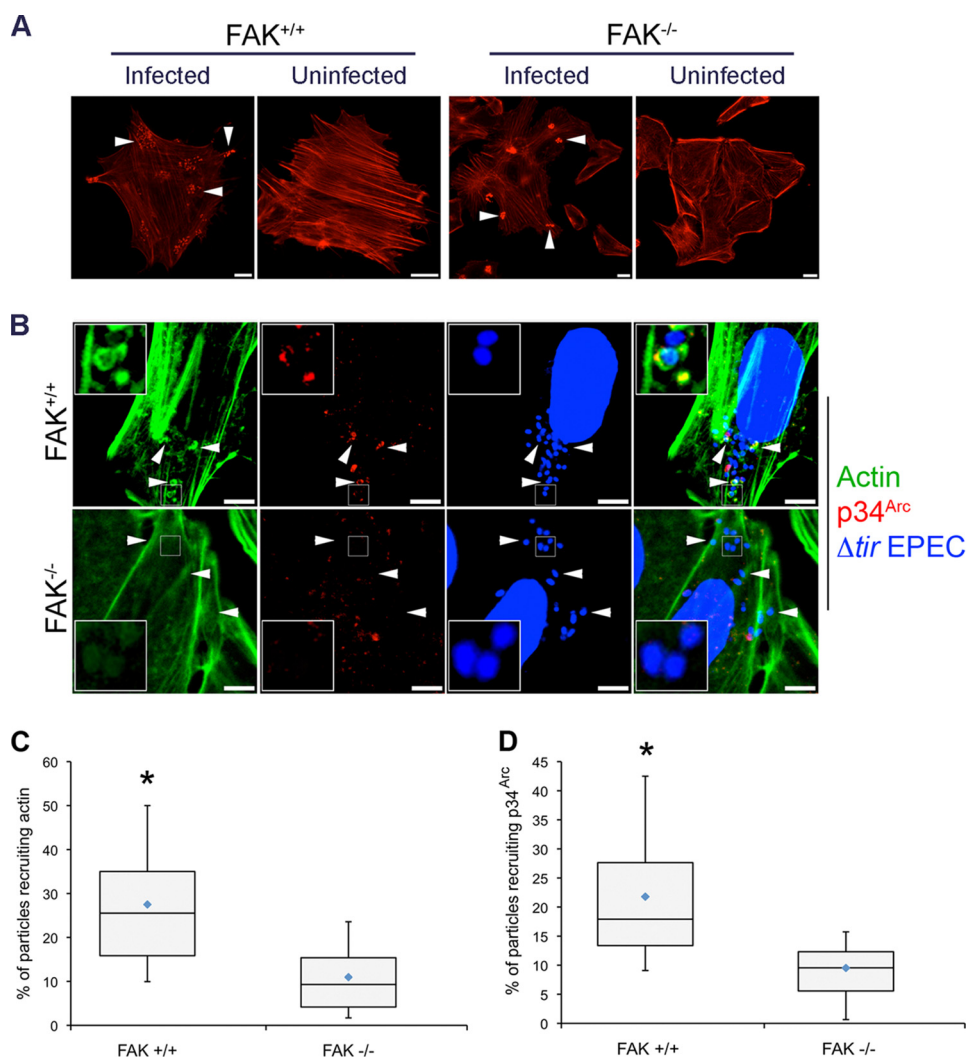 A
FAK+/+
FAK-/-
Infected
Uninfected
Infected
Uninfected
B
FAK+/+
FAK-/-
Actin
p34Arc
Δtir EPEC
C
% of particles recruiting actin
60
50
40
30
20
10
0
*
FAK +/+
FAK -/-
D
% of particles recruiting p34Arc
45
40
35
30
25
20
15
10
5
0
*
FAK +/+
FAK -/-